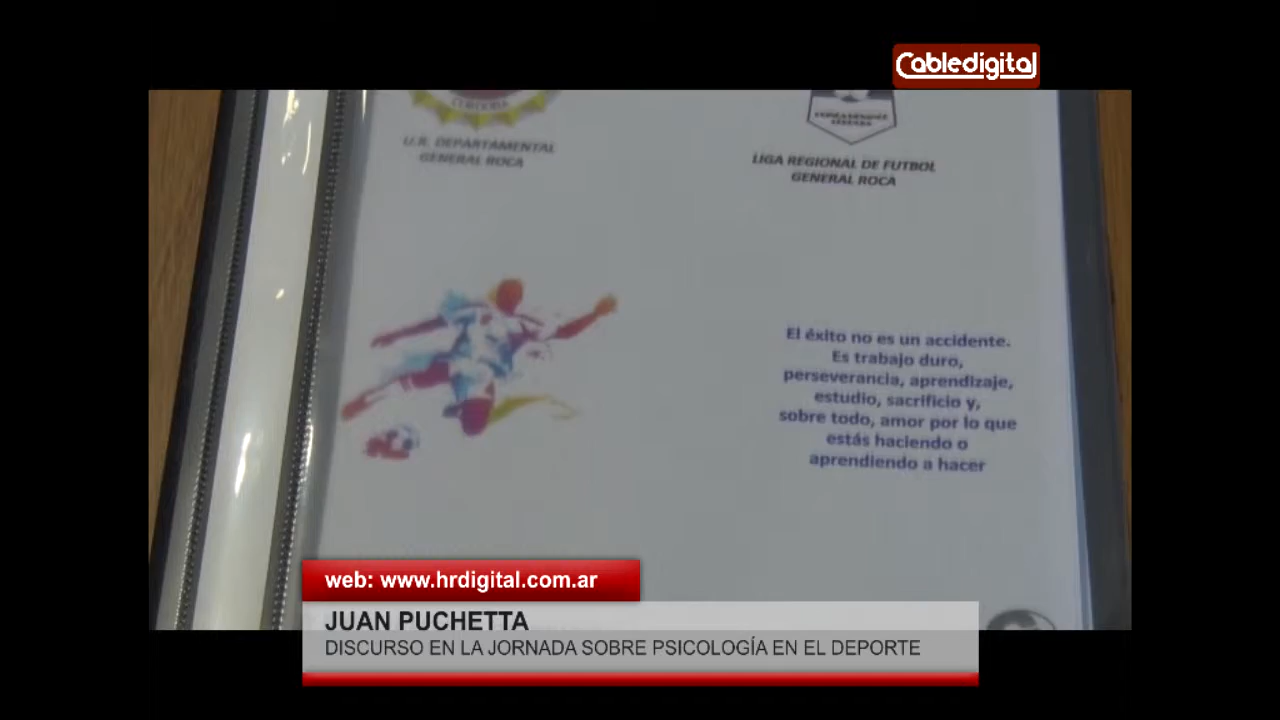 Cabledigital
CORDOBA
U.R. DEPARTAMENTAL
GENERAL ROCA
LIGA REGIONAL DE FUTBOL
GENERAL ROCA
El éxito no es un accidente.
Es trabajo duro,
perseverancia, aprendizaje,
estudio, sacrificio y,
sobre todo, amor por lo que
estás haciendo o
aprendiendo a hacer
web: www.hrdigital.com.ar
JUAN PUCHETTA
DISCURSO EN LA JORNADA SOBRE PSICOLOGÍA EN EL DEPORTE